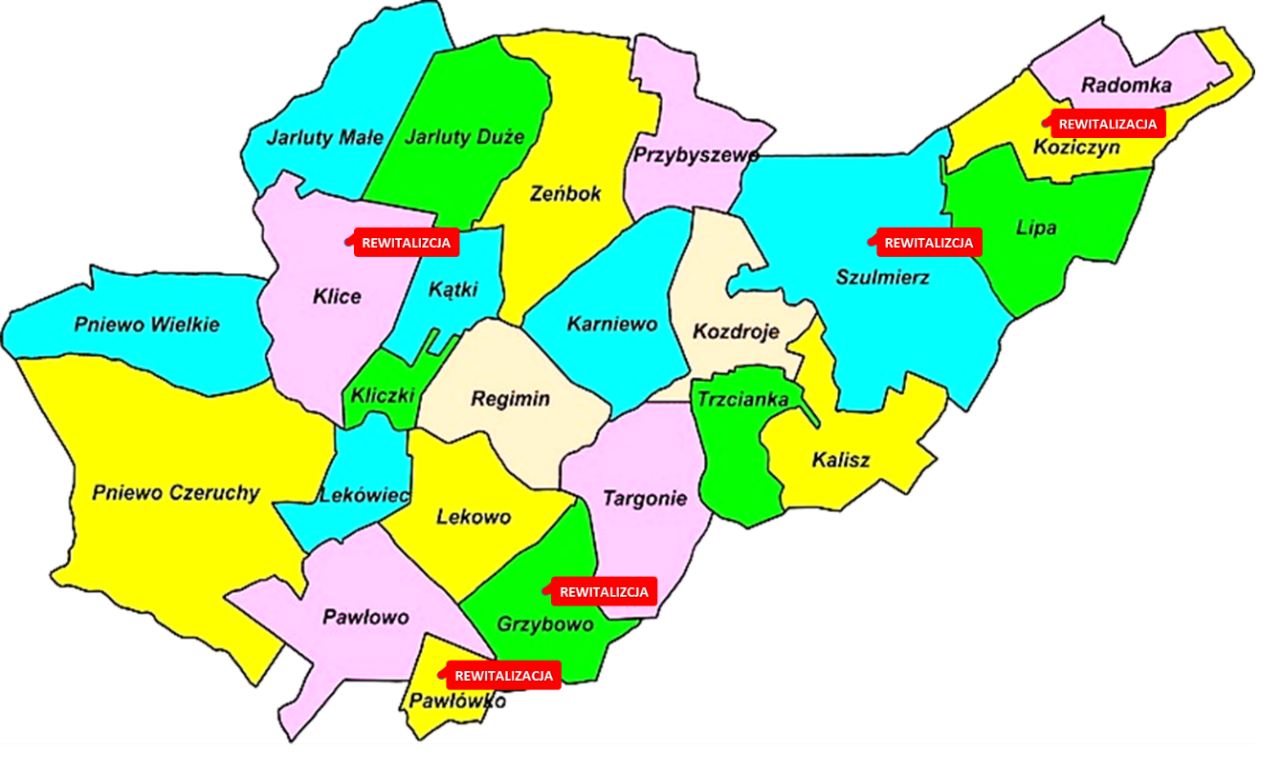 Radomka
REWITALIZACJA
Koziczyn
Jarluty Małe
Jarluty Duże
Przybyszewo
Zeńbok
Lipa
REWITALIZCJA
REWITALIZCJA
Szulmierz
Kątki
Klice
Pniewo Wielkie
Karniewo
Kozdroje
Kliczki
Regimin
Trzcianka
Kalisz
Pniewo Czeruchy
Lekówiec
Targonie
Lekowo
REWITALIZCJA
Pawłowo
Grzybowo
REWITALIZACJA
Pawłówko